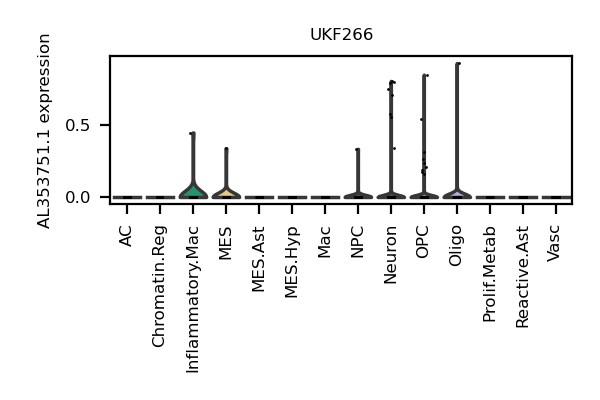 UKF266
AL353751.1 expression
0.5
0.0
AC
Chromatin.Reg
Inflammatory.Mac
MES
MES.Ast
MES.Hyp
Mac
NPC
Neuron
OPC
Oligo
Prolif.Metab
Reactive.Ast
Vasc